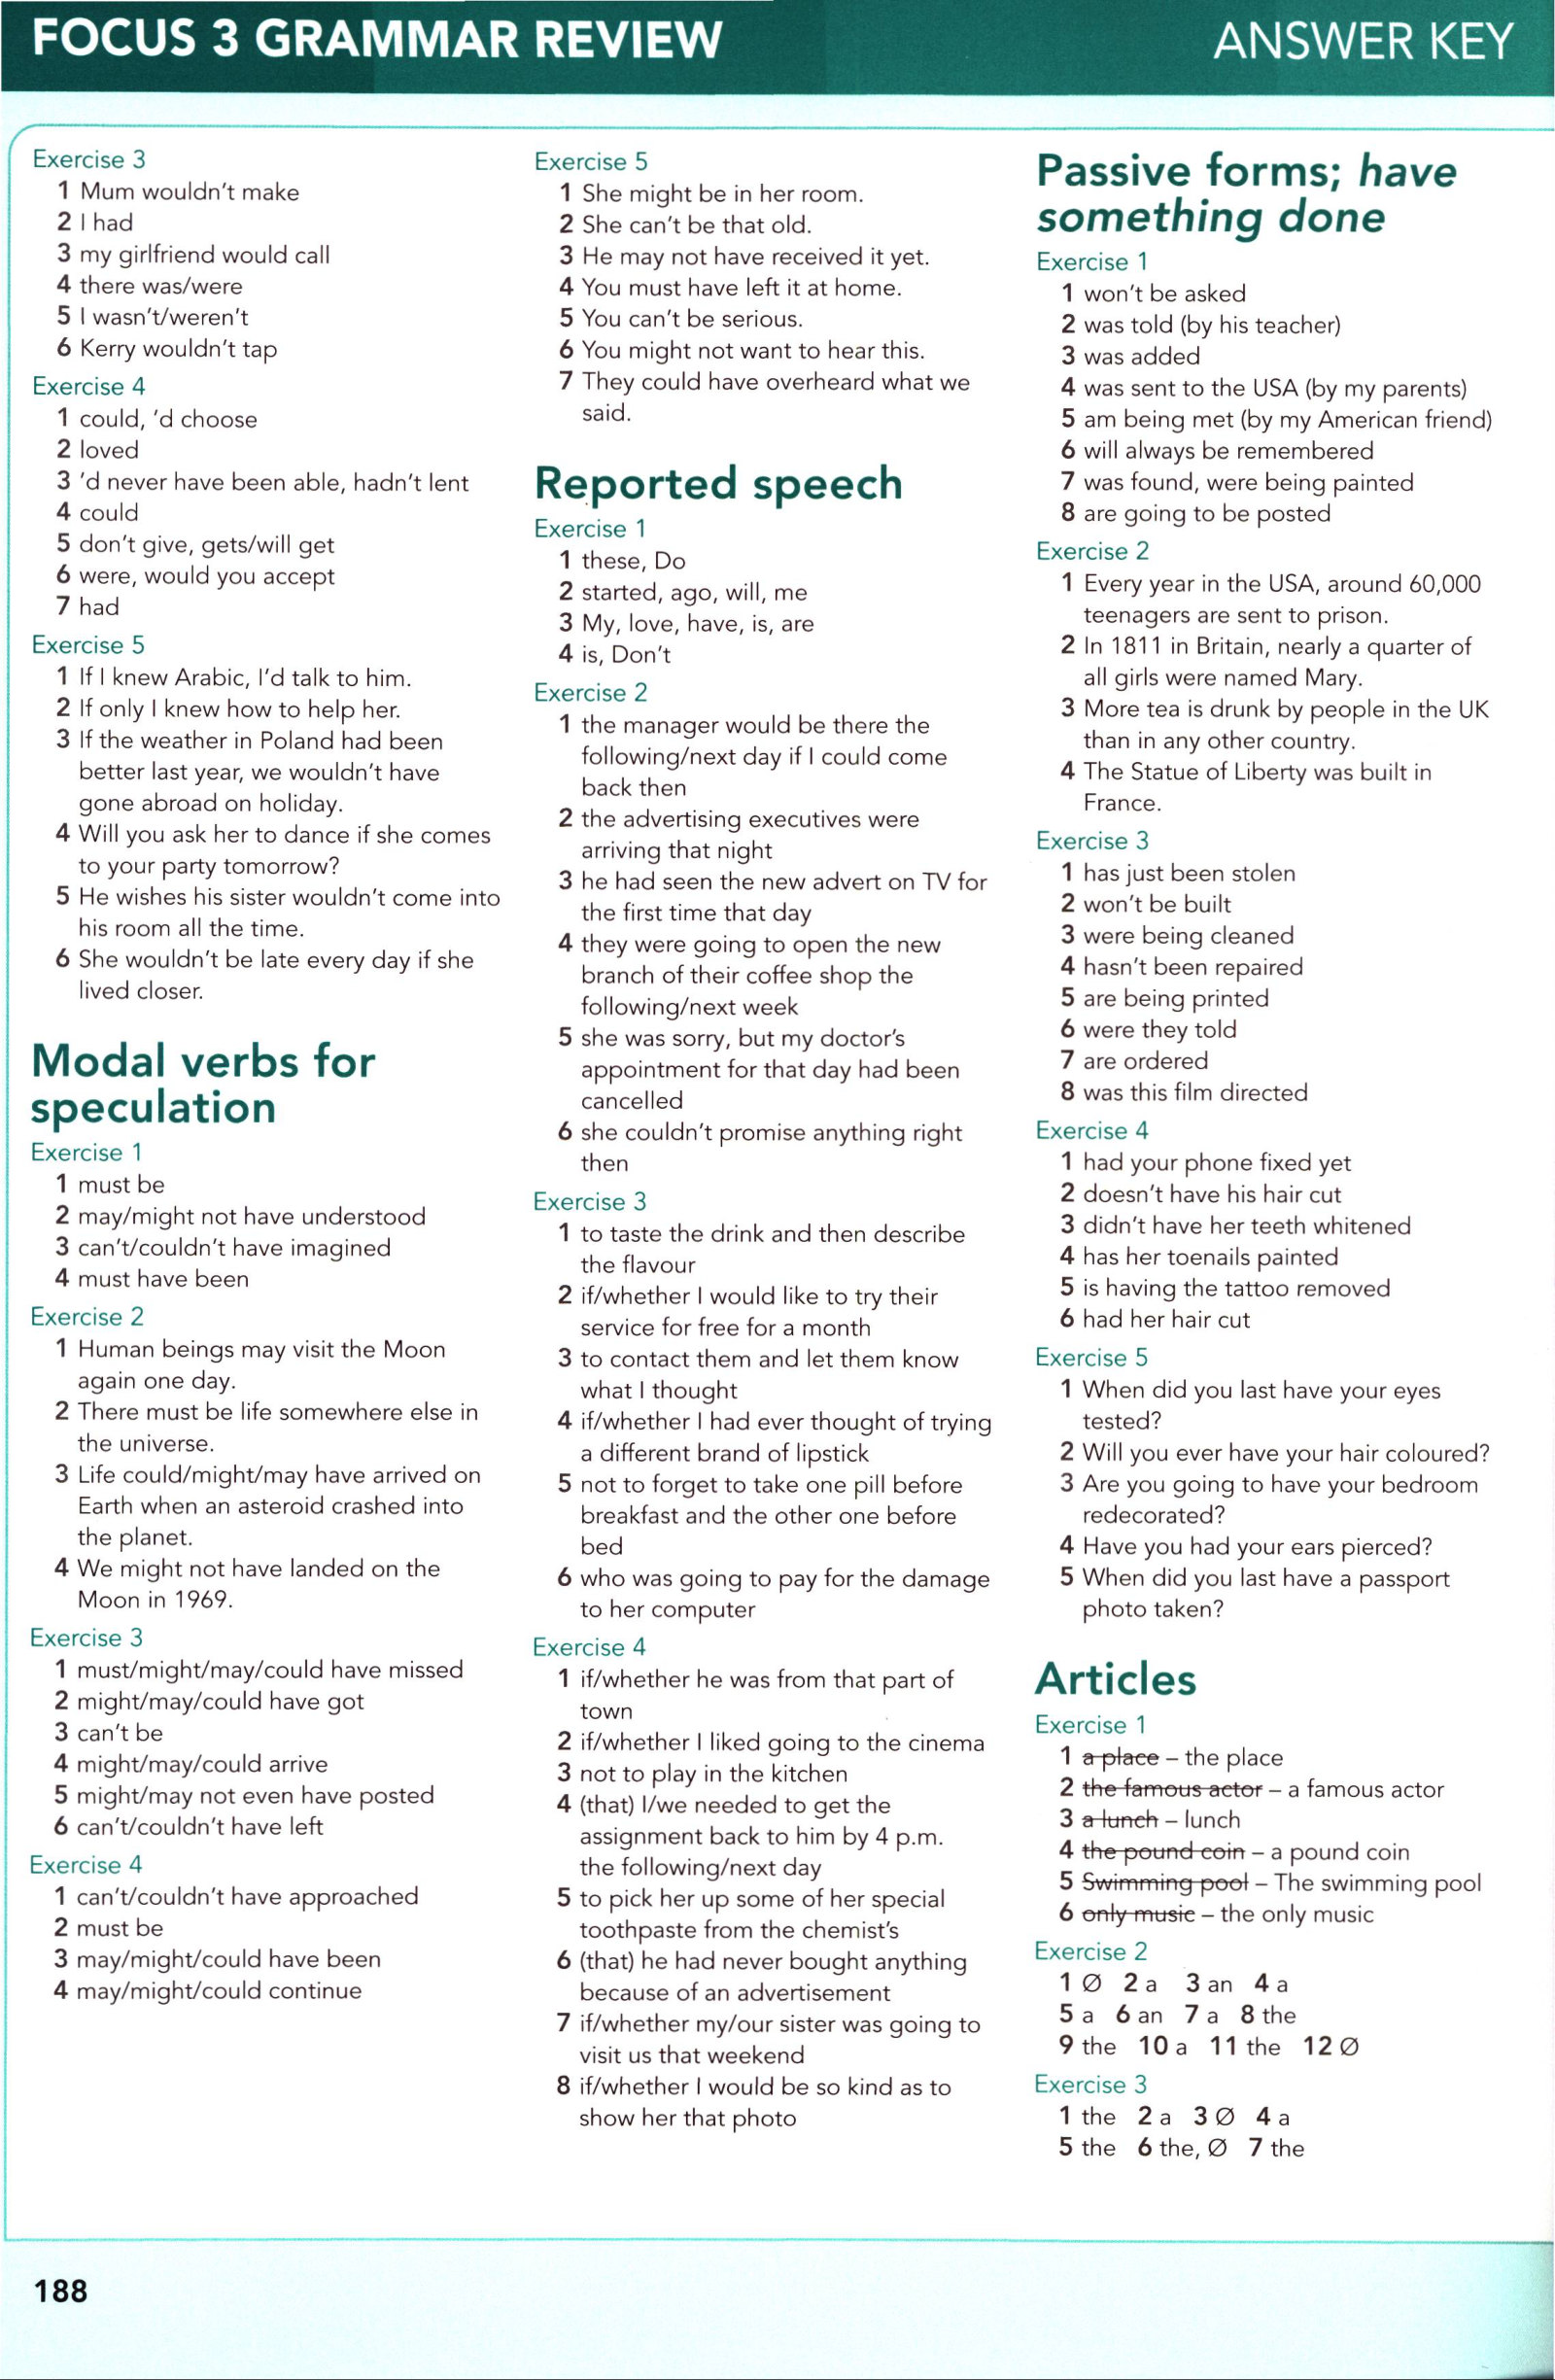 FOCUS 3 GRAMMAR REVIEW
ANSWER KEY
Exercise 3
1 Mum wouldn't make
2 I had
3 my girlfriend would call
4 there was/were
5 I wasn't/weren't
6 Kerry wouldn't tap
Exercise 4
1 could, 'd choose
2 loved
3 'd never have been able, hadn't lent
4 could
5 don't give, gets/will get
6 were, would you accept
7 had
Exercise 5
1 If I knew Arabic, I'd talk to him.
2 If only I knew how to help her.
3 If the weather in Poland had been
better last year, we wouldn't have
gone abroad on holiday.
4 Will you ask her to dance if she comes
to your party tomorrow?
5 He wishes his sister wouldn't come into
his room all the time.
6 She wouldn't be late every day if she
lived closer.
Modal verbs for
speculation
Exercise 1
1 must be
2 may/might not have understood
3 can't/couldn't have imagined
4 must have been
Exercise 2
1 Human beings may visit the Moon
again one day.
2 There must be life somewhere else in
the universe.
3 Life could/might/may have arrived on
Earth when an asteroid crashed into
the planet.
4 We might not have landed on the
Moon in 1969.
Exercise 3
1 must/might/may/could have missed
2 might/may/could have got
3 can't be
4 might/may/could arrive
5 might/may not even have posted
6 can't/couldn't have left
Exercise 4
1 can't/couldn't have approached
2 must be
3 may/might/could have been
4 may/might/could continue
Exercise 5
1 She might be in her room.
2 She can't be that old.
3 He may not have received it yet.
4 You must have left it at home.
5 You can't be serious.
6 You might not want to hear this.
7 They could have overheard what we
said.
Reported speech
Exercise 1
1 these, Do
2 started, ago, will, me
3 My, love, have, is, are
4 is, Don't
Exercise 2
1 the manager would be there the
following/next day if I could come
back then
2 the advertising executives were
arriving that night
3 he had seen the new advert on TV for
the first time that day
4 they were going to open the new
branch of their coffee shop the
following/next week
5 she was sorry, but my doctor's
appointment for that day had been
cancelled
6 she couldn't promise anything right
then
Exercise 3
1 to taste the drink and then describe
the flavour
2 if/whether I would like to try their
service for free for a month
3 to contact them and let them know
what I thought
4 if/whether I had ever thought of trying
a different brand of lipstick
5 not to forget to take one pill before
breakfast and the other one before
bed
6 who was going to pay for the damage
to her computer
Exercise 4
1 if/whether he was from that part of
town
2 if/whether I liked going to the cinema
3 not to play in the kitchen
4 (that) I/we needed to get the
assignment back to him by 4 p.m.
the following/next day
5 to pick her up some of her special
toothpaste from the chemist's
6 (that) he had never bought anything
because of an advertisement
7 if/whether my/our sister was going to
visit us that weekend
8 if/whether I would be so kind as to
show her that photo
Passive forms; have
something done
Exercise 1
1 won't be asked
2 was told (by his teacher)
3 was added
4 was sent to the USA (by my parents)
5 am being met (by my American friend)
6 will always be remembered
7 was found, were being painted
8 are going to be posted
Exercise 2
1 Every year in the USA, around 60,000
teenagers are sent to prison.
2 In 1811 in Britain, nearly a quarter of
all girls were named Mary.
3 More tea is drunk by people in the UK
than in any other country.
4 The Statue of Liberty was built in
France.
Exercise 3
1 has just been stolen
2 won't be built
3 were being cleaned
4 hasn't been repaired
5 are being printed
6 were they told
7 are ordered
8 was this film directed
Exercise 4
1 had your phone fixed yet
2 doesn't have his hair cut
3 didn't have her teeth whitened
4 has her toenails painted
5 is having the tattoo removed
6 had her hair cut
Exercise 5
1 When did you last have your eyes
tested?
2 Will you ever have your hair coloured?
3 Are you going to have your bedroom
redecorated?
4 Have you had your ears pierced?
5 When did you last have a passport
photo taken?
Articles
Exercise 1
1 a place – the place
2 the famous actor – a famous actor
3 a lunch – lunch
4 the pound coin – a pound coin
5 Swimming pool – The swimming pool
6 only music – the only music
Exercise 2
1 Ø 2 a 3 an 4 a
5 a 6 an 7 a 8 the
9 the 10 a 11 the 12 Ø
Exercise 3
1 the 2 a 3 Ø 4 a
5 the 6 the, Ø 7 the
188